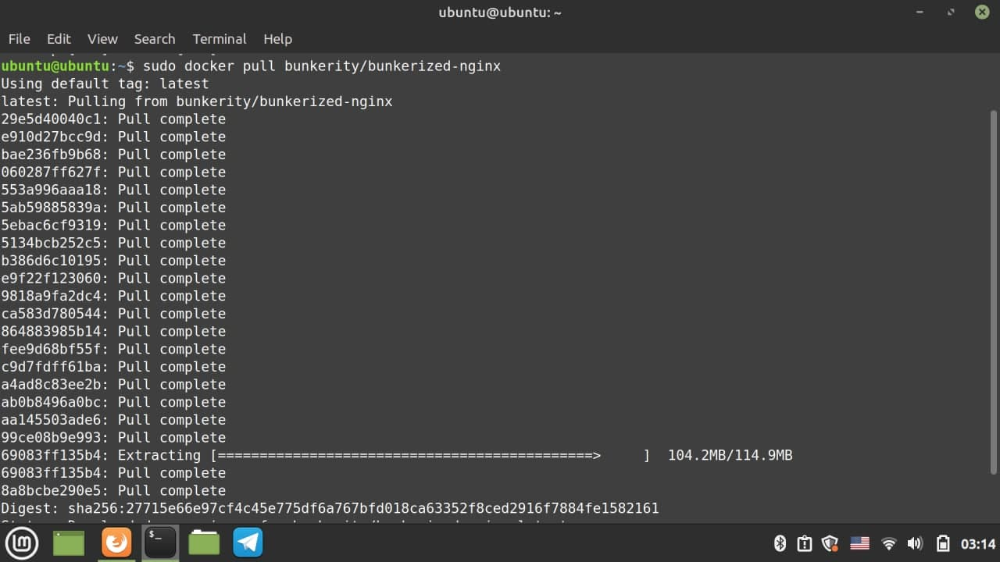 ubuntu@ubuntu: ~
File Edit View Search Terminal Help
ubuntu@ubuntu:~$ sudo docker pull bunkerity/bunkerized-nginx
Using default tag: latest
latest: Pulling from bunkerity/bunkerized-nginx
29e5d40040c1: Pull complete
e910d27bcc9d: Pull complete
bae236fb9b68: Pull complete
060287ff627f: Pull complete
553a996aaa18: Pull complete
5ab59885839a: Pull complete
5ebac6cf9319: Pull complete
5134bcb252c5: Pull complete
b386d6c10195: Pull complete
e9f22f123060: Pull complete
9818a9fa2dc4: Pull complete
ca583d780544: Pull complete
864883985b14: Pull complete
fee9d68bf55f: Pull complete
c9d7fdff61ba: Pull complete
a4ad8c83ee2b: Pull complete
ab0b8496a0bc: Pull complete
aa145503ade6: Pull complete
99ce08b9e993: Pull complete
69083ff135b4: Extracting [=============================================>     ]  104.2MB/114.9MB
69083ff135b4: Pull complete
8a8bcbe290e5: Pull complete
Digest: sha256:27715e66e97cf4c45e775df6a767bfd018ca63352f8ced2916f7884fe1582161
03:14